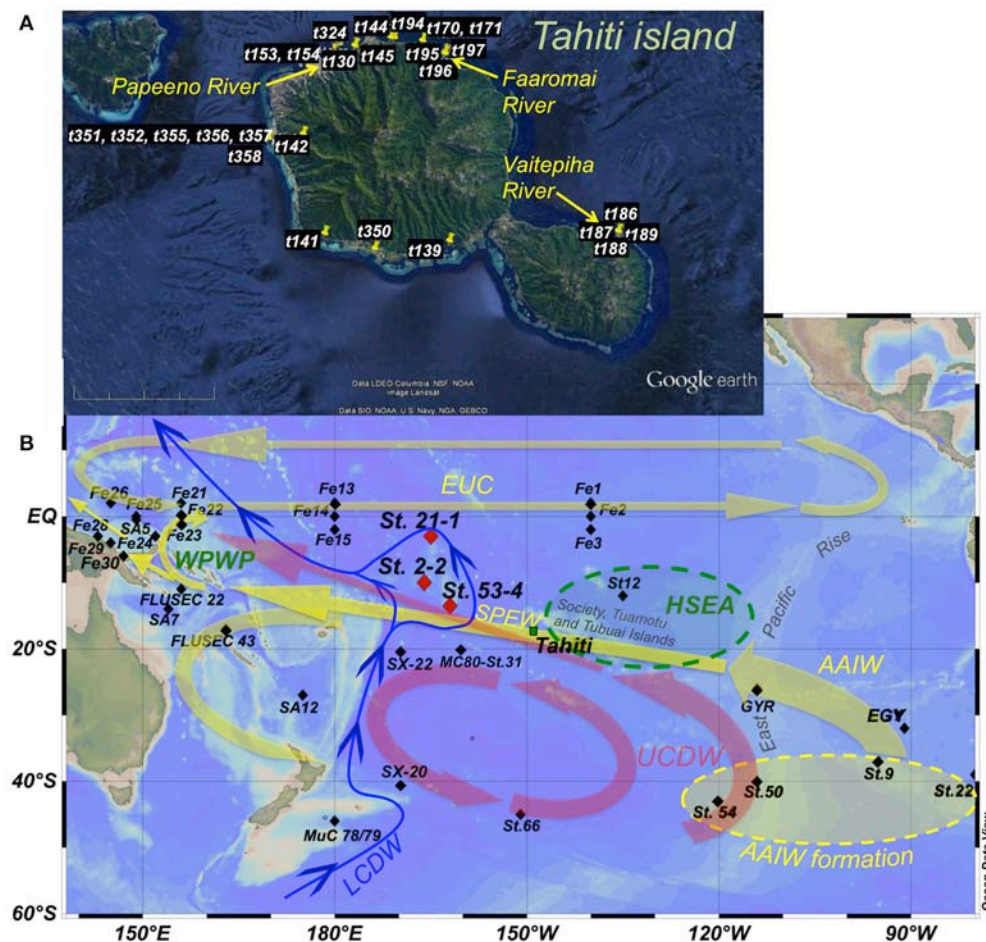 A
Tahiti island
t324
t144
t194
t170, t171
t153, t154
t130
t145
t195
t197
t196
Papeeno River
Faaromai
River
t351, t352, t355, t356, t357
t358
t142
Vaitepiha
River
t186
t187
t189
t188
t141
t350
t139
Data LDEO Columbia, NSF, NOAA
Image Landsat
Data SIO, NOAA, U.S. Navy, NGA, GEBCO
Google earth
B
EUC
Fe26
Fe25
Fe21
Fe22
Fe13
Fe1
EQ
Fe28
SA5
Fe14
Fe2
Fe29
Fe24
Fe23
Fe15
St. 21-1
Fe3
Fe30
WPWP
St. 2-2
St12
Rise
FLUSEC 22
St. 53-4
HSEA
SA7
SPEW
Society, Tuamotu
and Tubuai Islands
Pacific
FLUSEC 43
20°S
Tahiti
SX-22
MC80-St.31
AAIW
SA12
GYR
East
EGY
UCDW
40°S
SX-20
St.9
St.50
St.22
St. 54
MuC 78/79
St.66
LCDW
AAIW formation
60°S
150°E
180°E
150°W
120°W
90°W
Ocean Data View